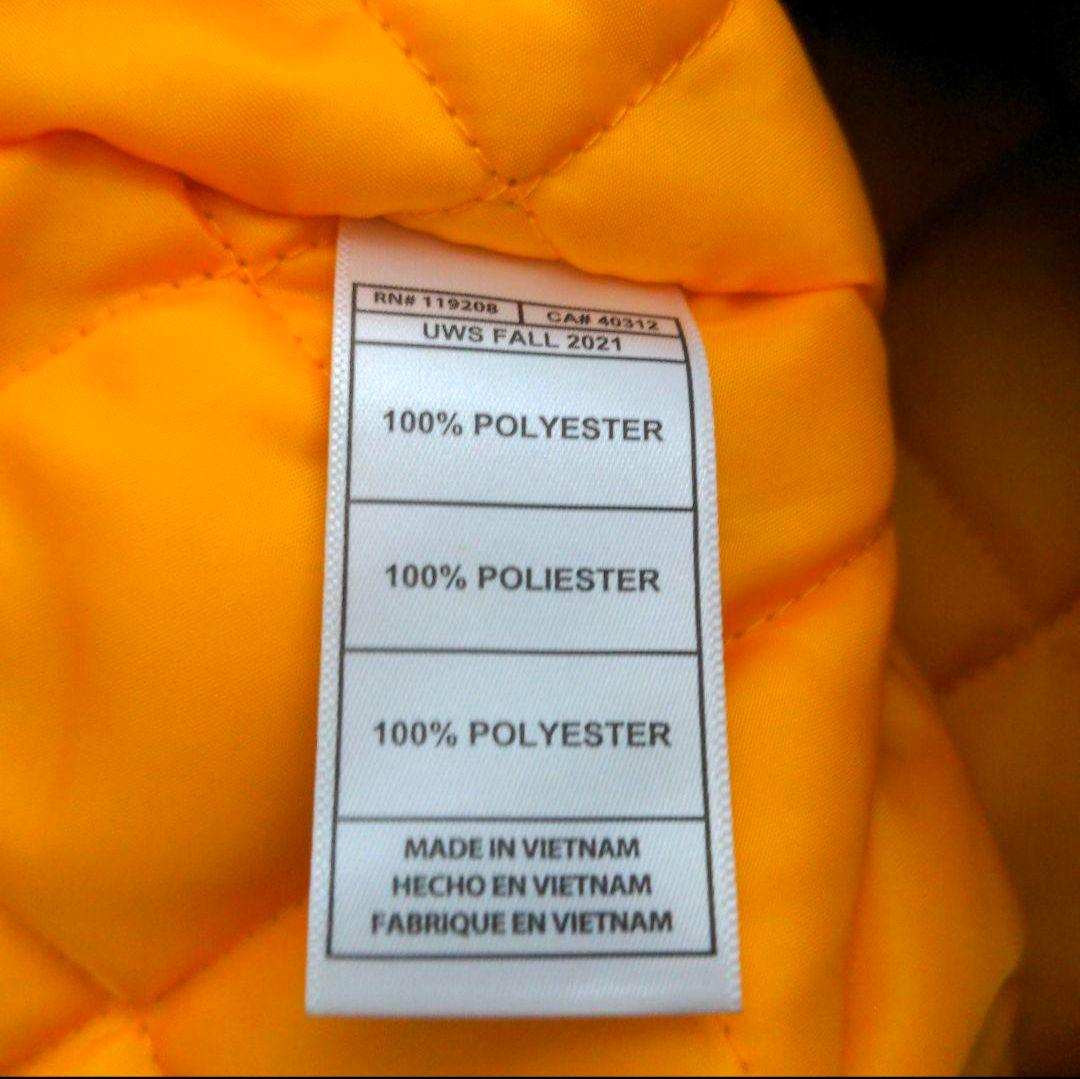 RN# 119208 CA# 40312
UWS FALL 2021
100% POLYESTER
100% POLIESTER
100% POLYESTER
MADE IN VIETNAM
HECHO EN VIETNAM
FABRIQUE EN VIETNAM